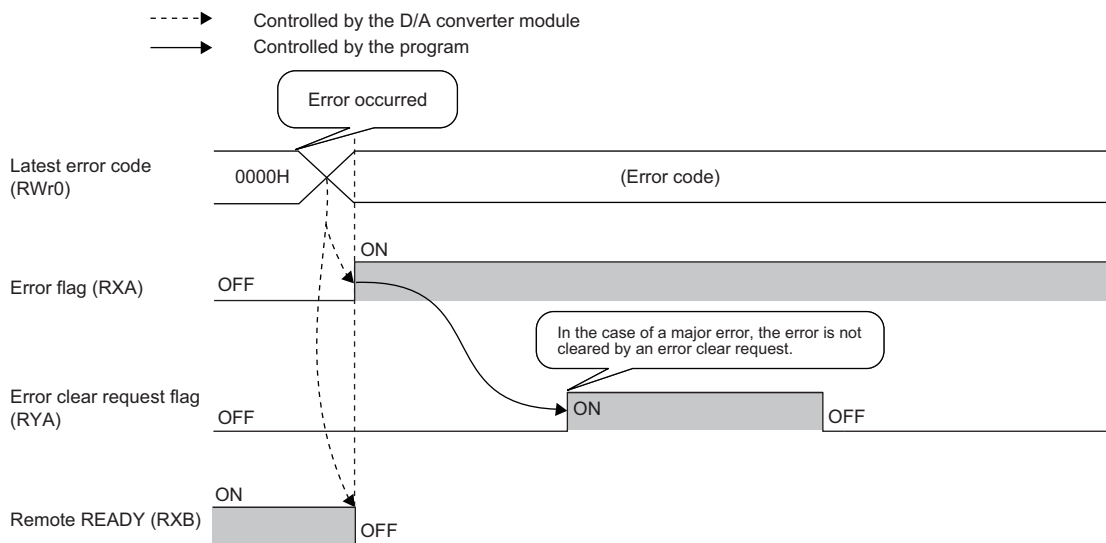 Controlled by the D/A converter module
Controlled by the program
Error occurred
Latest error code
(RWr0)
0000H
(Error code)
ON
Error flag (RXA)
OFF
In the case of a major error, the error is not
cleared by an error clear request.
Error clear request flag
(RYA)
OFF
ON
OFF
ON
Remote READY (RXB)
OFF